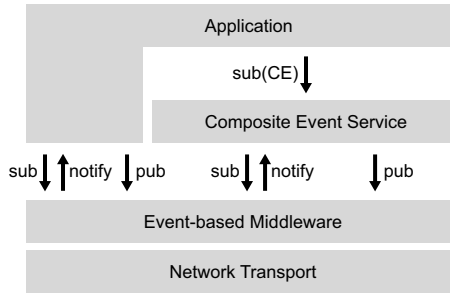 Application
sub(CE)
Composite Event Service
sub notify pub sub notify pub
Event-based Middleware
Network Transport